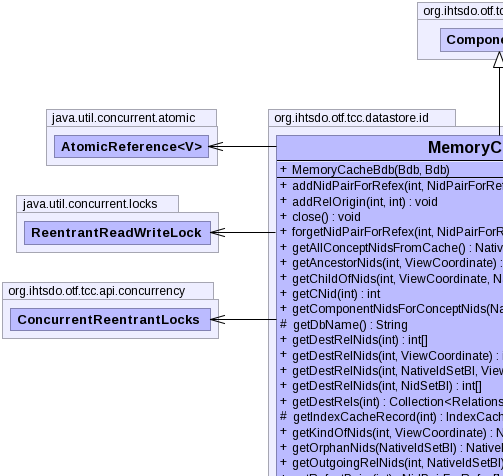 org.ihtsdo.otf.tc
Compone
java.util.concurrent.atomic
AtomicReference<V>
java.util.concurrent.locks
ReentrantReadWriteLock
org.ihtsdo.otf.tcc.api.concurrency
ConcurrentReentrantLocks
org.ihtsdo.otf.tcc.datastore.id
MemoryC
+ MemoryCacheBdb(Bdb, Bdb)
+ addNidPairForRefex(int, NidPairForRef
+ addRelOrigin(int, int) : void
+ close() : void
+ forgetNidPairForRefex(int, NidPairForR
+ getAllConceptNidsFromCache() : Nativ
+ getAncestorNids(int, ViewCoordinate) :
+ getChildOfNids(int, ViewCoordinate, N
+ getCNid(int) : int
+ getComponentNidsForConceptNids(Na
# getDbName() : String
+ getDestRelNids(int) : int[]
+ getDestRelNids(int, ViewCoordinate) : i
+ getDestRelNids(int, NativeIdSetBI, View
+ getDestRelNids(int, NidSetBI) : int[]
+ getDestRels(int) : Collection<Relations
# getIndexCacheRecord(int) : IndexCach
+ getKindOfNids(int, ViewCoordinate) : N
+ getOrphanNids(NativeIdSetBI) : NativeI
+ getOutgoingRelNids(int, NativeIdSetBI)